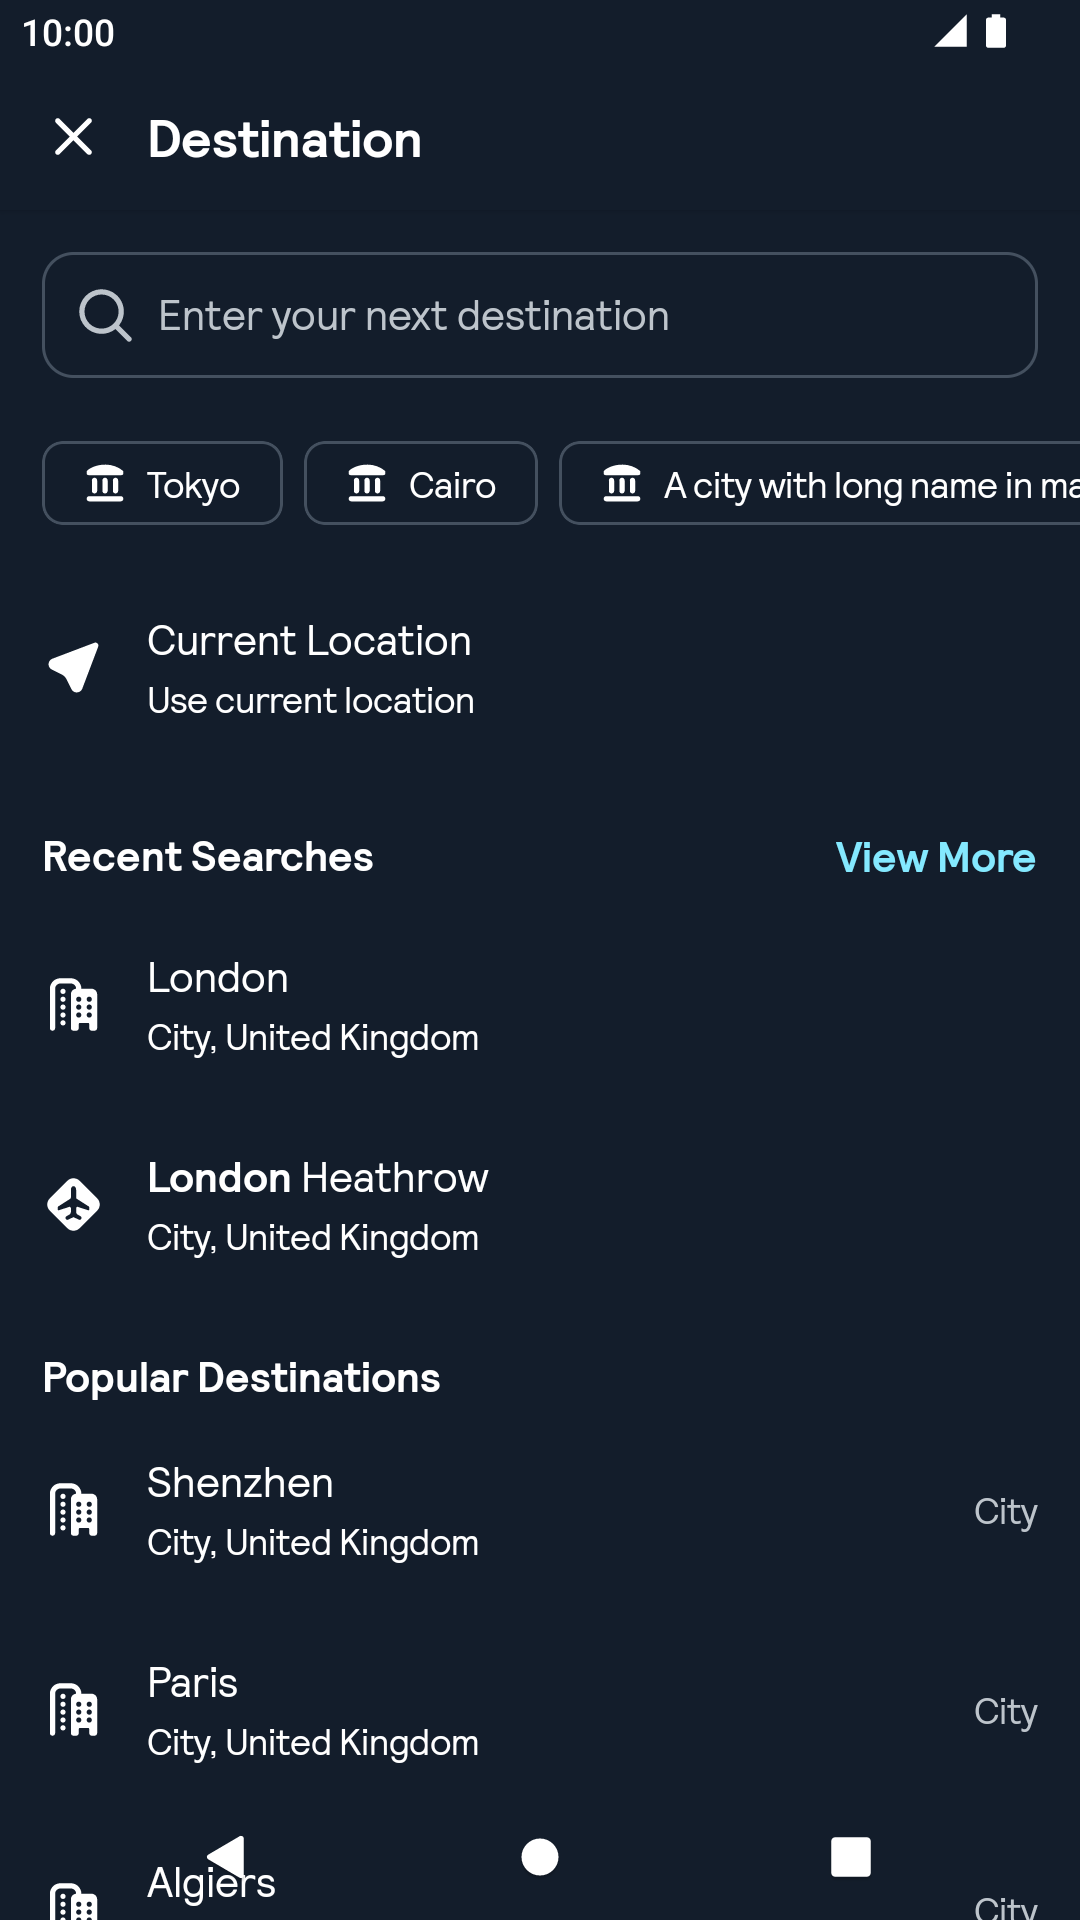 10:00
Destination
Enter your next destination
Tokyo
Cairo
A city with long name in ma
Current Location
Use current location
Recent Searches
View More
London
City, United Kingdom
London Heathrow
City, United Kingdom
Popular Destinations
Shenzhen
City, United Kingdom
City
Paris
City, United Kingdom
City
Algiers
City